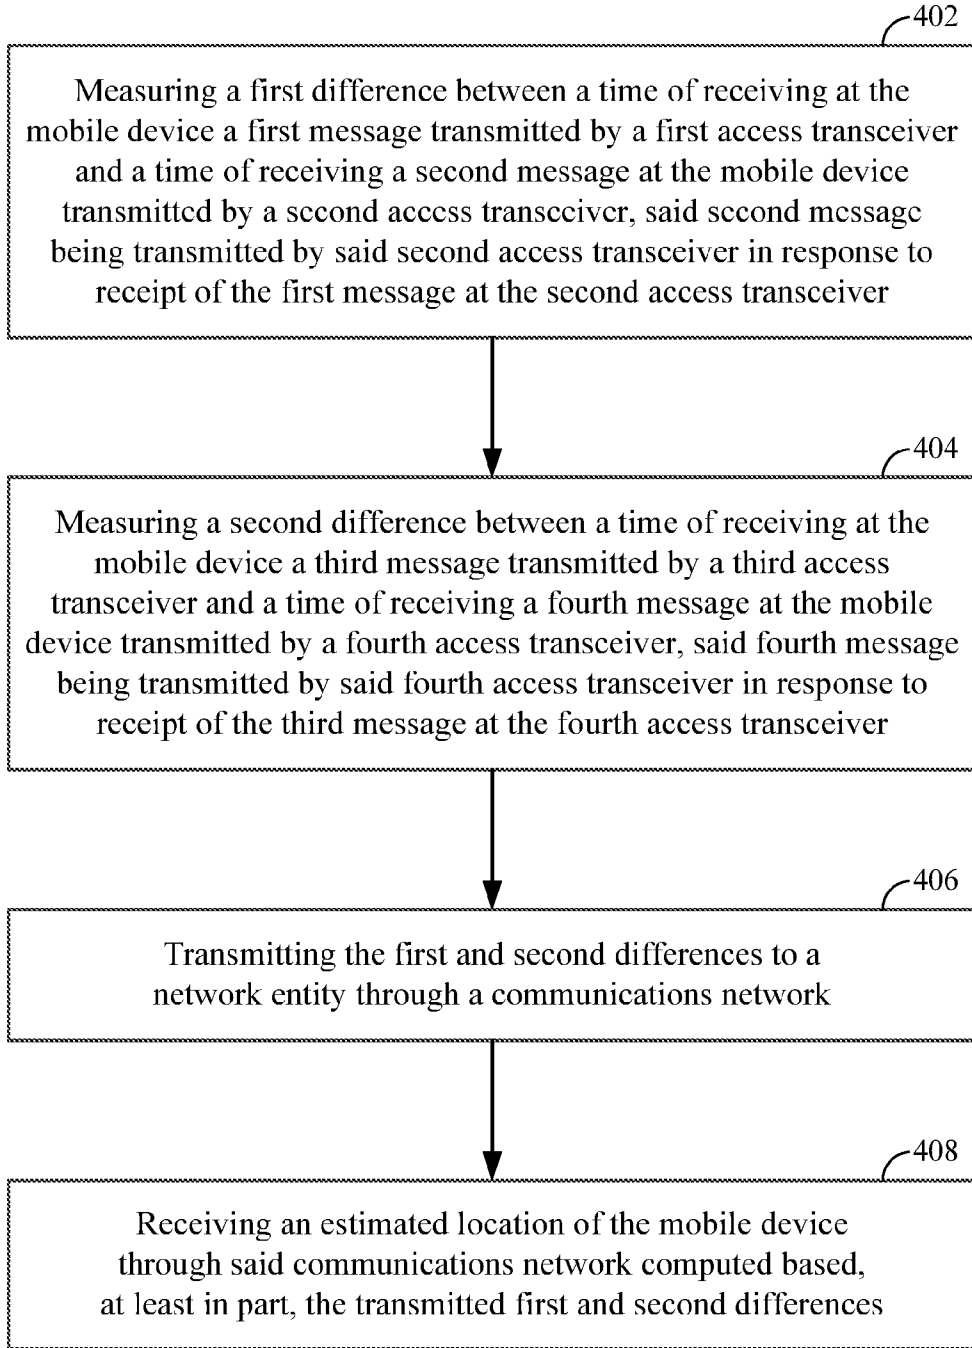 402
Measuring a first difference between a time of receiving at the
mobile device a first message transmitted by a first access transceiver
and a time of receiving a second message at the mobile device
transmitted by a second access transceiver, said second message
being transmitted by said second access transceiver in response to
receipt of the first message at the second access transceiver
404
Measuring a second difference between a time of receiving at the
mobile device a third message transmitted by a third access
transceiver and a time of receiving a fourth message at the mobile
device transmitted by a fourth access transceiver, said fourth message
being transmitted by said fourth access transceiver in response to
receipt of the third message at the fourth access transceiver
406
Transmitting the first and second differences to a
network entity through a communications network
408
Receiving an estimated location of the mobile device
through said communications network computed based,
at least in part, the transmitted first and second differences